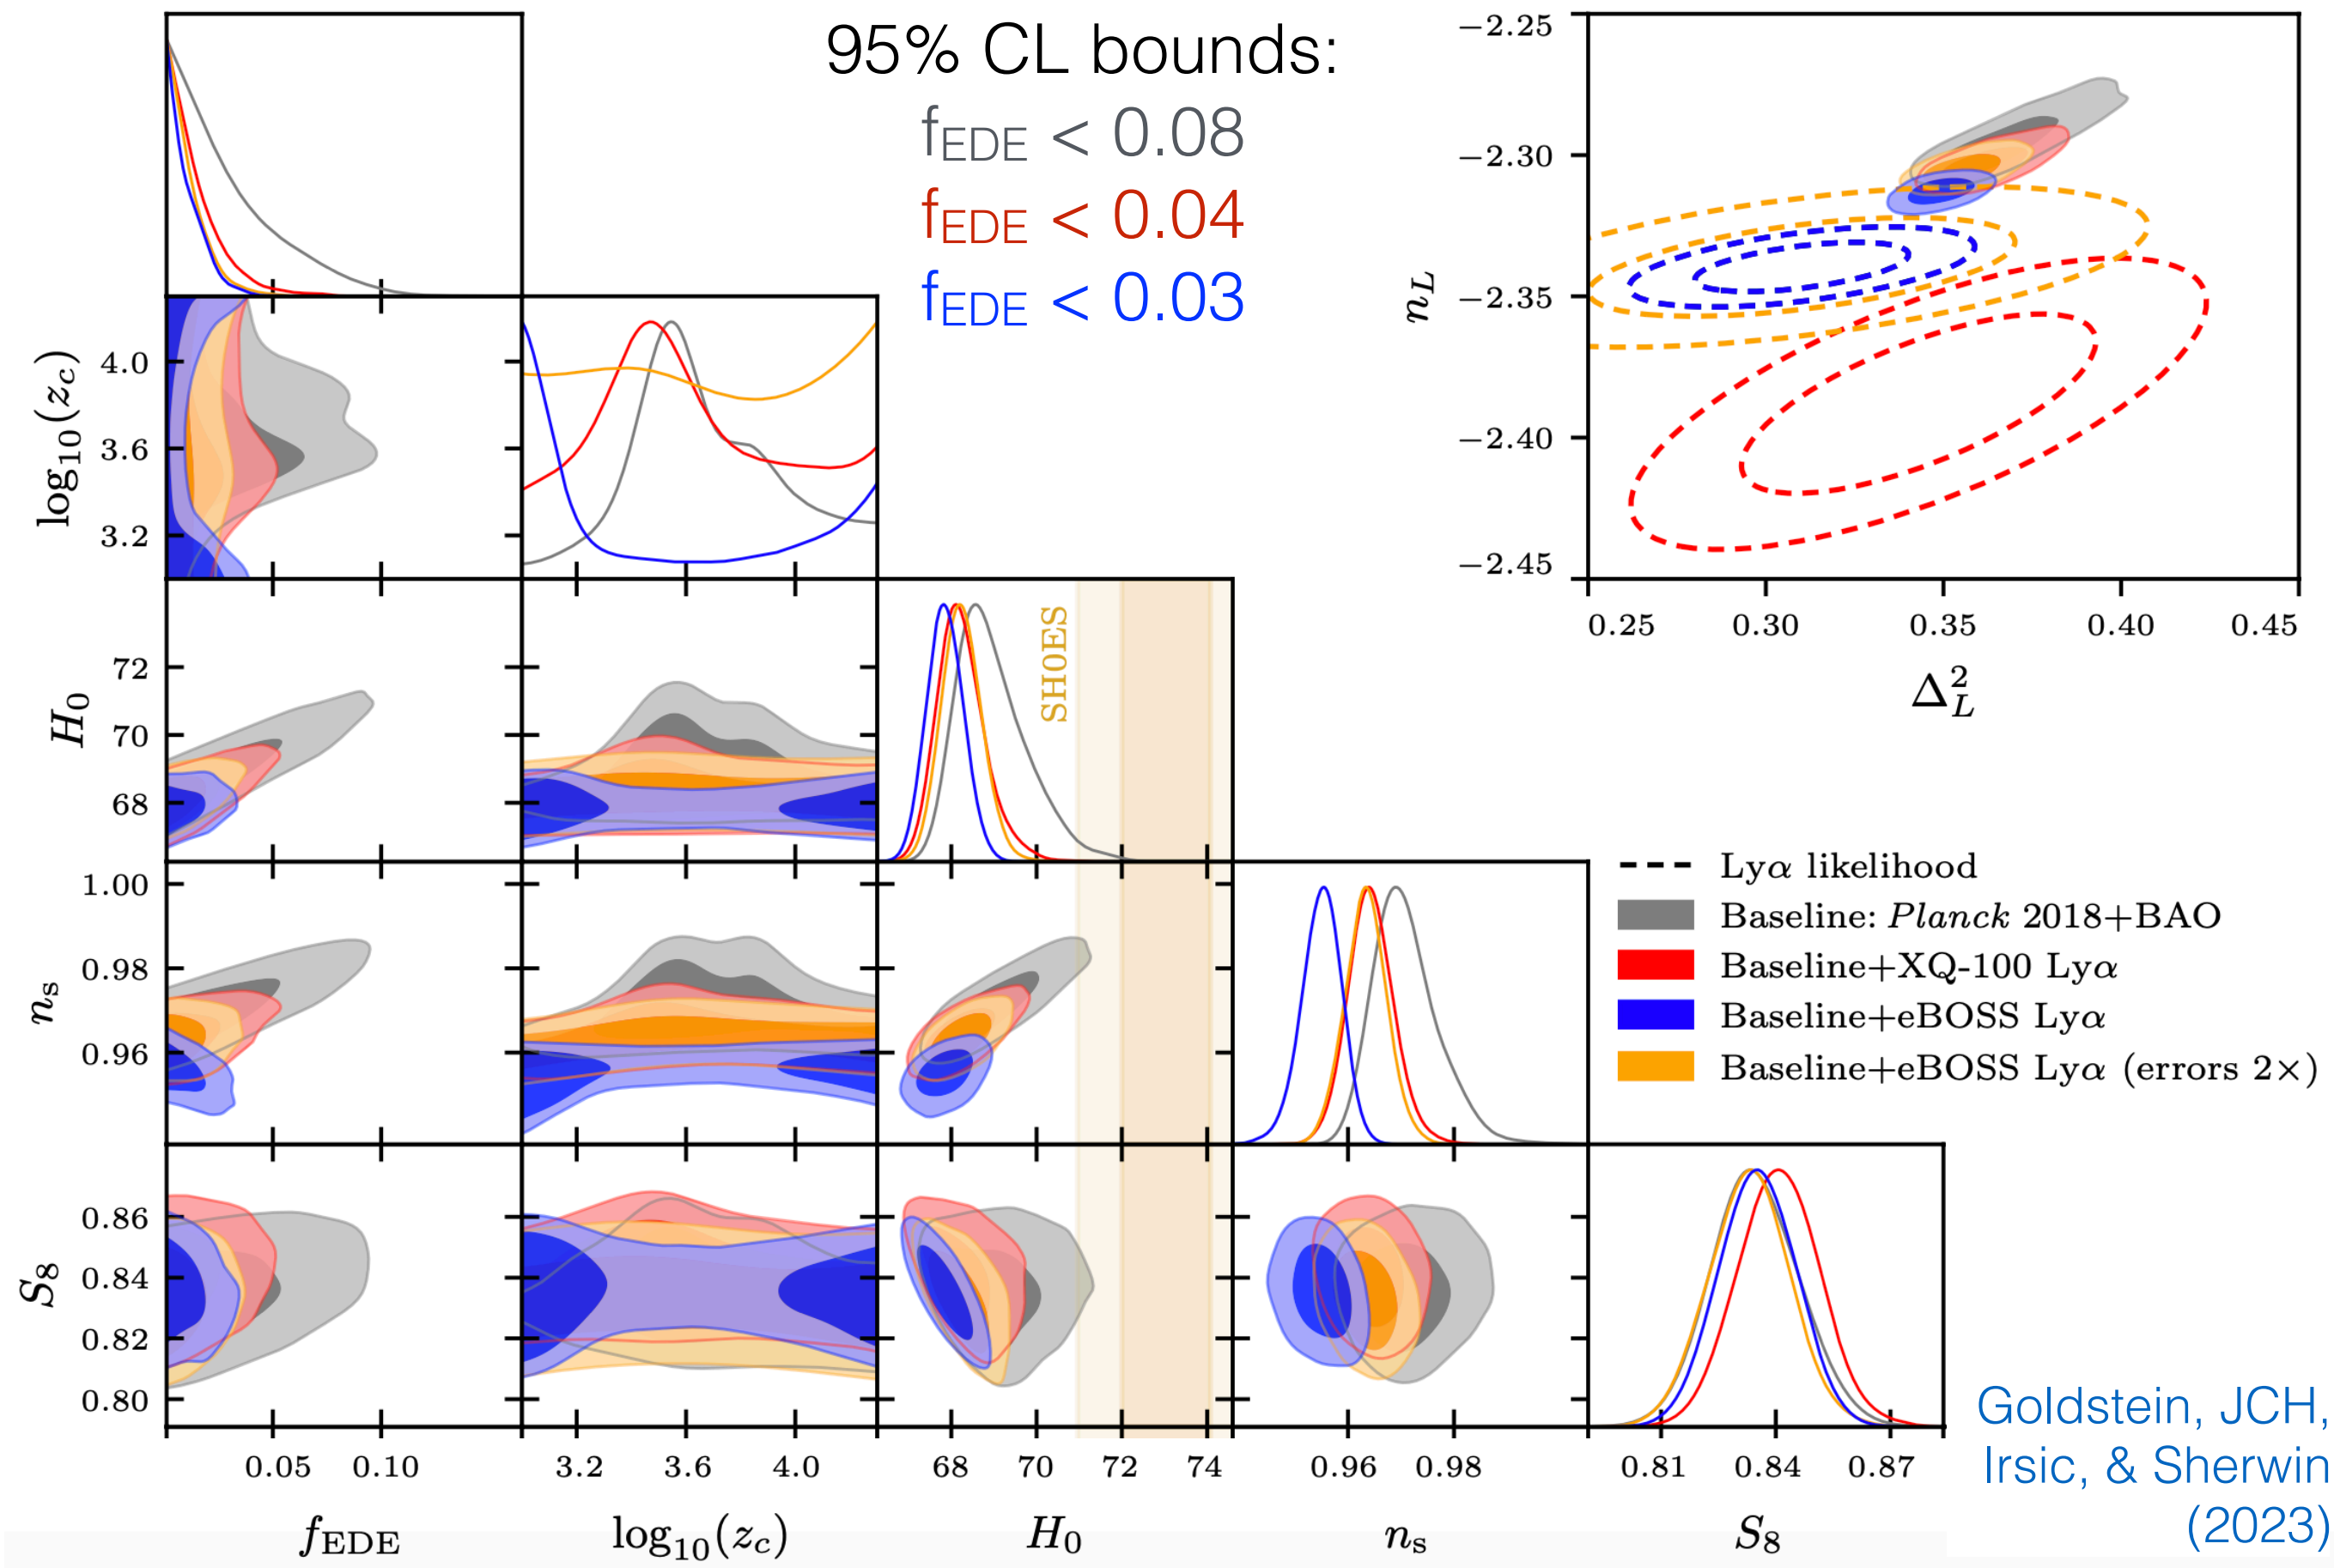 95% CL bounds:
fEDE < 0.08
fEDE < 0.04
fEDE < 0.03
−2.25
−2.30
−2.35
−2.40
−2.45
nL
0.25 0.30 0.35 0.40 0.45
Δ²L
4.0
3.6
3.2
log10(zc)
72
70
68
H0
SH0ES
1.00
0.98
0.96
ns
0.86
0.84
0.82
0.80
S8
Lyα likelihood
Baseline: Planck 2018+BAO
Baseline+XQ-100 Lyα
Baseline+eBOSS Lyα
Baseline+eBOSS Lyα (errors 2×)
0.05 0.10 3.2 3.6 4.0 68 70 72 74 0.96 0.98 0.81 0.84 0.87
fEDE log10(zc) H0 ns S8
Goldstein, JCH,
Irsic, & Sherwin
(2023)